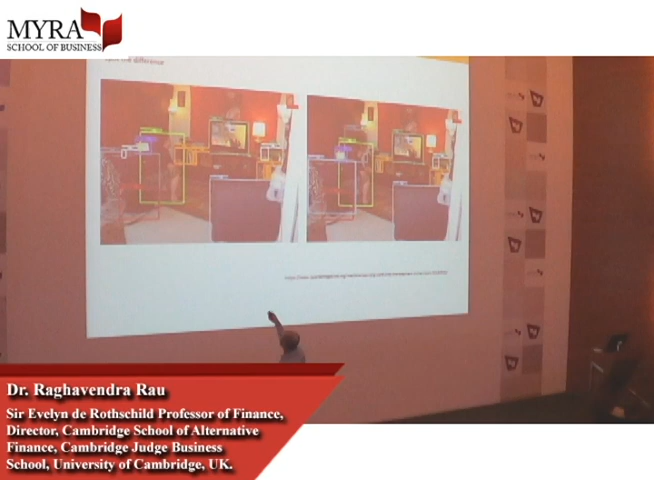 MYRA
SCHOOL OF BUSINESS
difference
Dr. Raghavendra Rau
Sir Evelyn de Rothschild Professor of Finance,
Director, Cambridge School of Alternative
Finance, Cambridge Judge Business
School, University of Cambridge, UK.